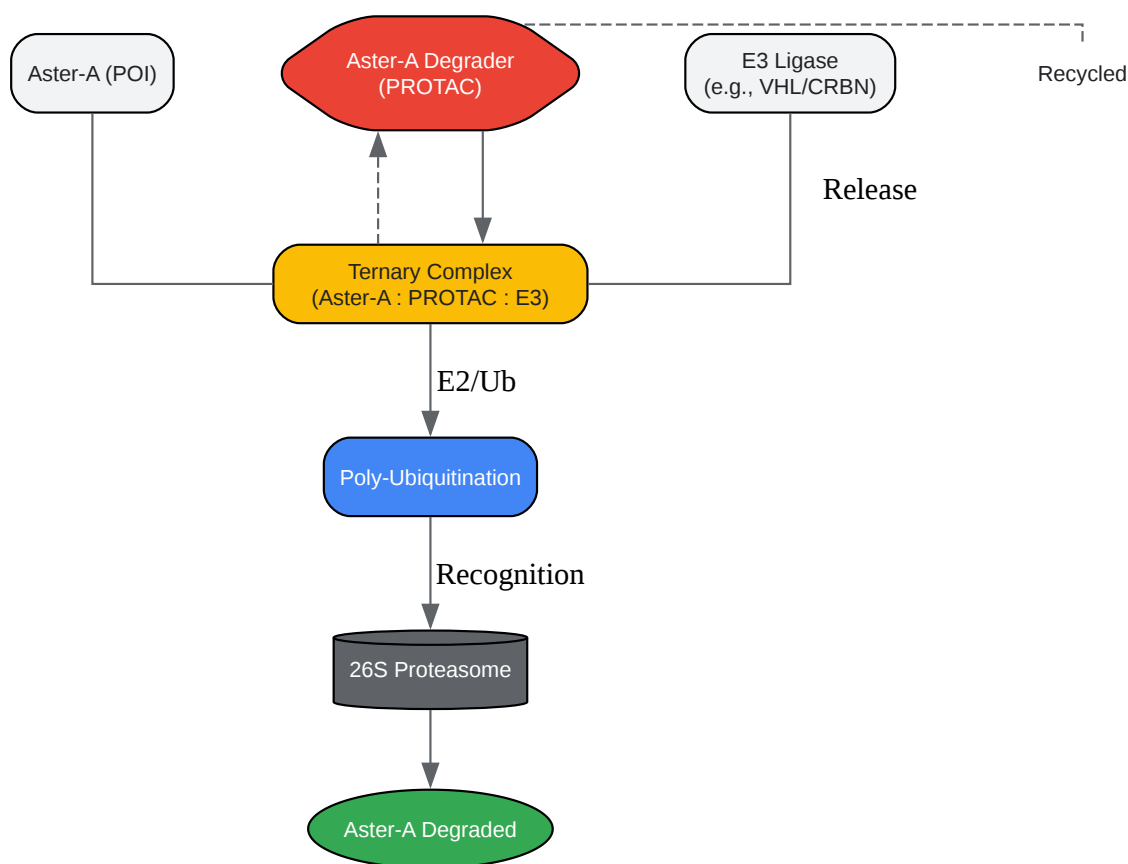 Aster-A (POI)
Aster-A Degrader
(PROTAC)
E3 Ligase
(e.g., VHL/CRBN)
Recycled
Release
Ternary Complex
(Aster-A : PROTAC : E3)
E2/Ub
Poly-Ubiquitination
Recognition
26S Proteasome
Aster-A Degraded